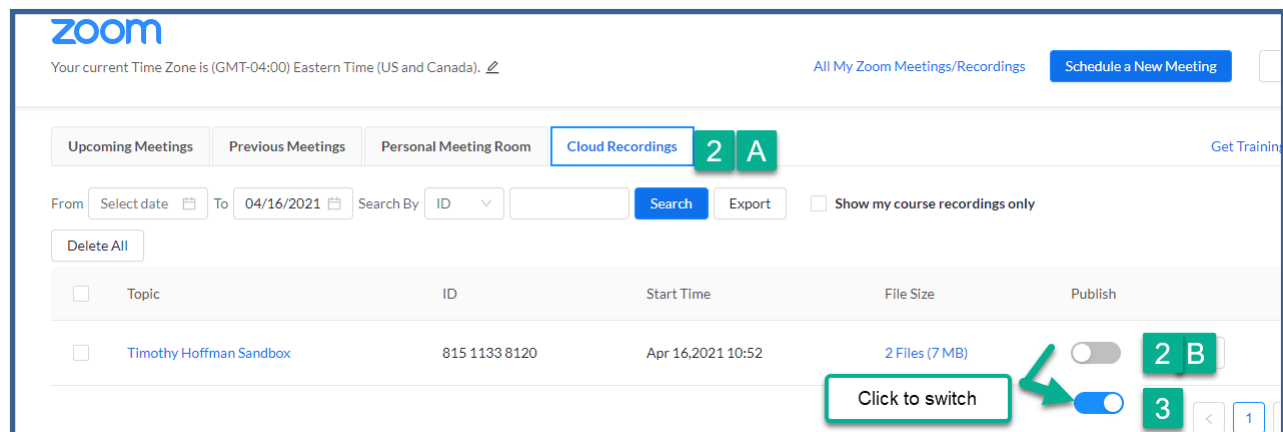 zoom
Your current Time Zone is (GMT-04:00) Eastern Time (US and Canada).
All My Zoom Meetings/Recordings
Schedule a New Meeting
Upcoming Meetings Previous Meetings Personal Meeting Room Cloud Recordings 2 A
Get Training
From Select date To 04/16/2021 Search By ID Search Export Show my course recordings only
Delete All
Topic ID Start Time File Size Publish
Timothy Hoffman Sandbox 815 1133 8120 Apr 16,2021 10:52 2 Files (7 MB) 2 B
Click to switch 3 < 1